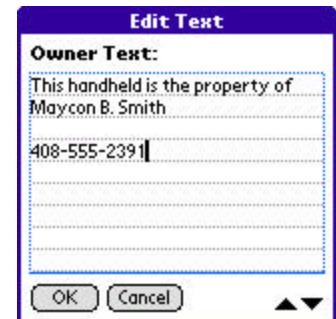 Edit Text
Owner Text:
This handheld is the property of
Maycon B. Smith
408-555-2391
OK Cancel